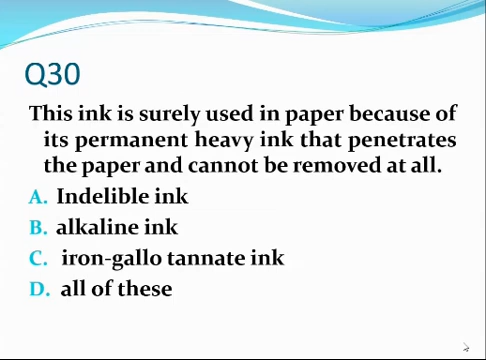 Q30
This ink is surely used in paper because of
its permanent heavy ink that penetrates
the paper and cannot be removed at all.
A. Indelible ink
B. alkaline ink
C. iron-gallo tannate ink
D. all of these